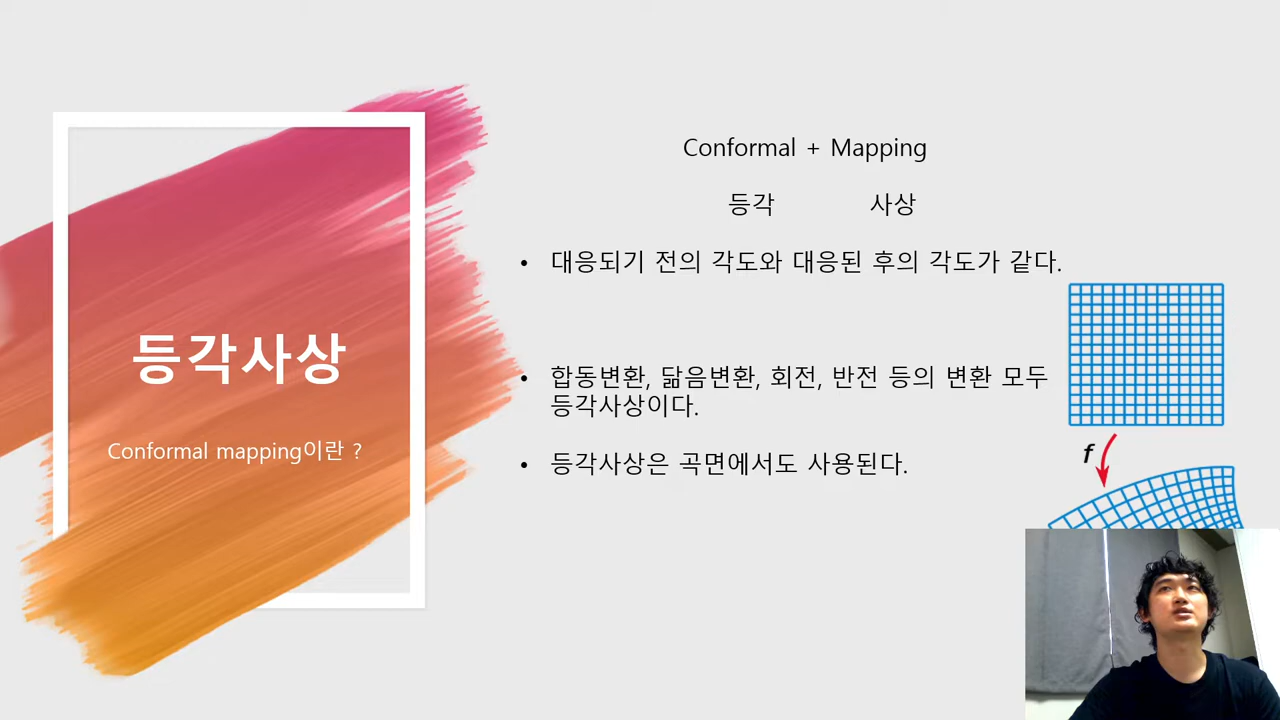 등각사상
Conformal mapping이란 ?
Conformal + Mapping
등각 사상
• 대응되기 전의 각도와 대응된 후의 각도가 같다.
• 합동변환, 닮음변환, 회전, 반전 등의 변환 모두
등각사상이다.
• 등각사상은 곡면에서도 사용된다.
f